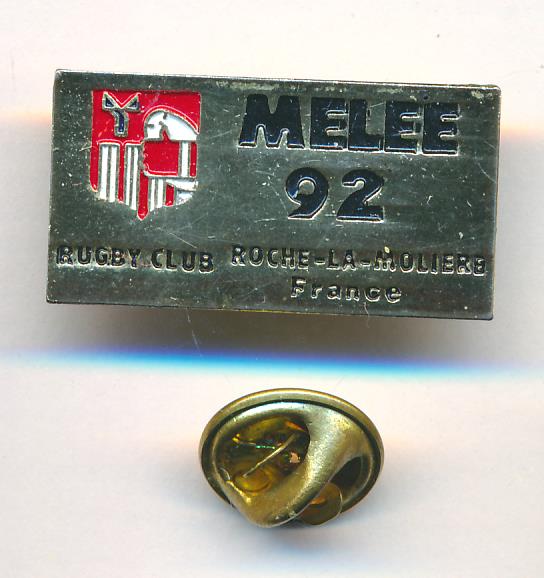 MELEE
92
RUGBY.CLUB ROCHE-LA-MOLIERE
France